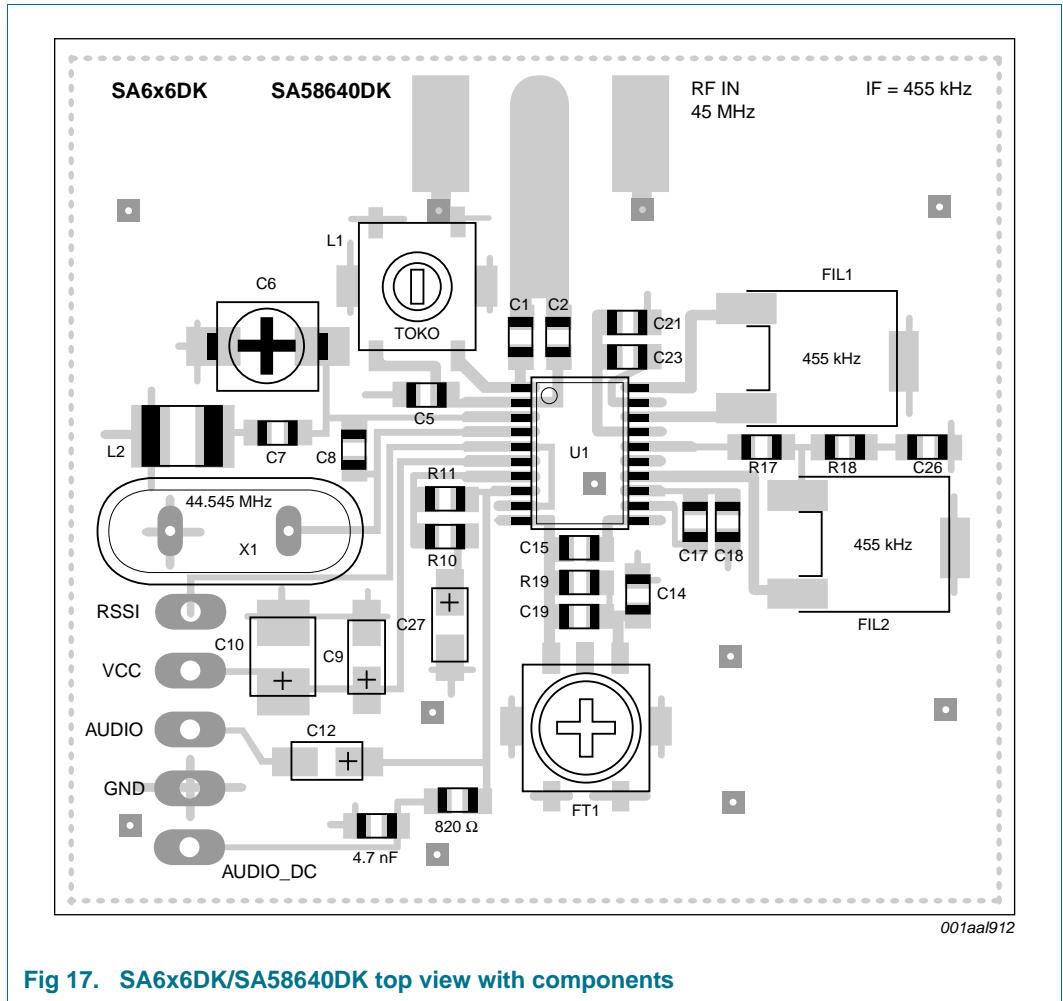 SA6x6DK SA58640DK RF IN IF = 455 kHz
45 MHz
L1
C6
FIL1
TOKO
C1 C2
C21
C23
455 kHz
C5
L2
C7
C8
U1
R17 R18 C26
R11
44.545 MHz
X1
R10
C15
C17 C18
455 kHz
R19
C14
RSSI
C19
C27
FIL2
C10
C9
VCC
AUDIO
C12
GND
FT1
820 Ω
4.7 nF
AUDIO_DC
001aal912
Fig 17. SA6x6DK/SA58640DK top view with components